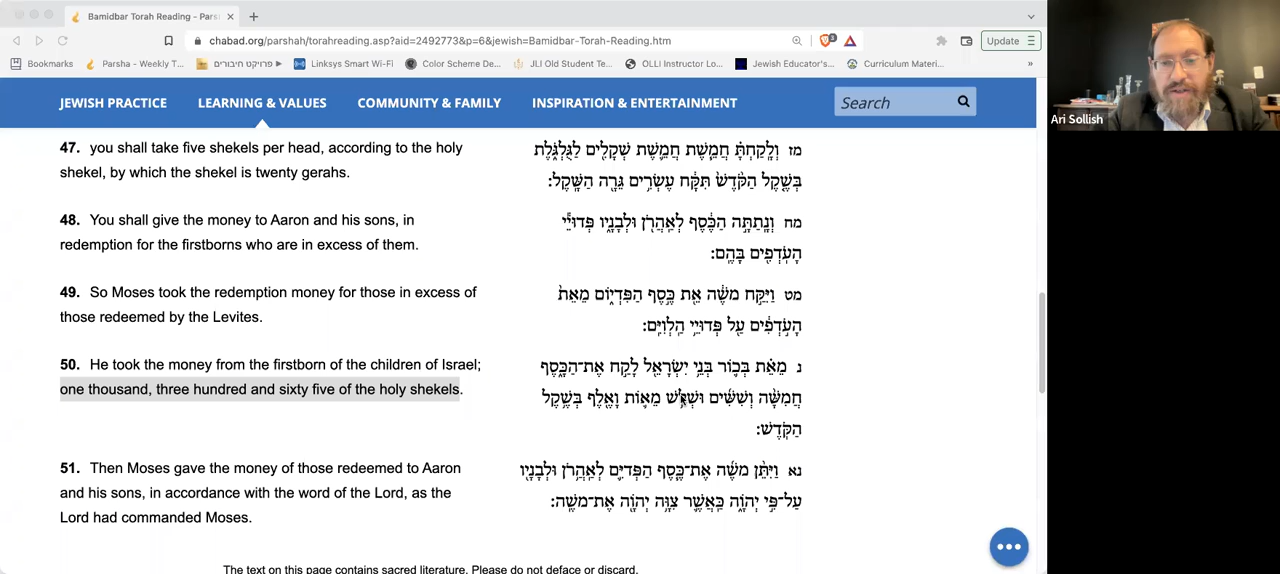 Bamidbar Torah Reading - Pars
chabad.org/parshah/torahreading.asp?aid=2492773&p=6&jewish=Bamidbar-Torah-Reading.htm
Update
Bookmarks Parsha - Weekly T... פרויקט חיבורים Linksys Smart Wi-Fi Color Scheme De... JLI Old Student Te... OLLI Instructor Lo... Jewish Educator's... Curriculum Materi...
JEWISH PRACTICE LEARNING & VALUES COMMUNITY & FAMILY INSPIRATION & ENTERTAINMENT Search
Ari Sollish
47. you shall take five shekels per head, according to the holy
shekel, by which the shekel is twenty gerahs.
מז וְלָֽקַחְתָּ֗ חֲמֵ֧שֶׁת חֲמֵ֛שֶׁת שְׁקָלִ֖ים לַגֻּלְגֹּ֑לֶת
בְּשֶׁ֤קֶל הַקֹּ֨דֶשׁ֙ תִּקָּ֔ח עֶשְׂרִ֥ים גֵּרָ֖ה הַשָּֽׁקֶל:
48. You shall give the money to Aaron and his sons, in
redemption for the firstborns who are in excess of them.
מח וְנָֽתַתָּ֣ה הַכֶּ֔סֶף לְאַֽהֲרֹ֖ן וּלְבָנָ֑יו פְּדוּיֵ֕י
הָעֹֽדְפִ֖ים בָּהֶֽם:
49. So Moses took the redemption money for those in excess of
those redeemed by the Levites.
מט וַיִּקַּ֣ח משֶׁ֔ה אֵ֖ת כֶּ֣סֶף הַפִּדְי֑וֹם מֵאֵת֙
הָעֹ֣דְפִ֔ים עַ֖ל פְּדוּיֵ֥י הַֽלְוִיִּֽם:
50. He took the money from the firstborn of the children of Israel;
one thousand, three hundred and sixty five of the holy shekels.
נ מֵאֵ֗ת בְּכ֛וֹר בְּנֵ֥י יִשְׂרָאֵ֖ל לָקַ֣ח אֶת־הַכָּ֑סֶף
חֲמִשָּׁ֨ה וְשִׁשִּׁ֜ים וּשְׁלֹ֥שׁ מֵא֛וֹת וָאֶ֖לֶף בְּשֶׁ֥קֶל
הַקֹּֽדֶשׁ:
51. Then Moses gave the money of those redeemed to Aaron
and his sons, in accordance with the word of the Lord, as the
Lord had commanded Moses.
נא וַיִּתֵּ֨ן משֶׁ֜ה אֶת־כֶּ֧סֶף הַפְּדֻיִ֛ם לְאַֽהֲרֹ֥ן וּלְבָנָ֖יו
עַל־פִּ֣י יְהֹוָ֑ה כַּֽאֲשֶׁ֛ר צִוָּ֥ה יְהֹוָ֖ה אֶת־משֶֽׁה:
The text on this page contains sacred literature. Please do not deface or discard.